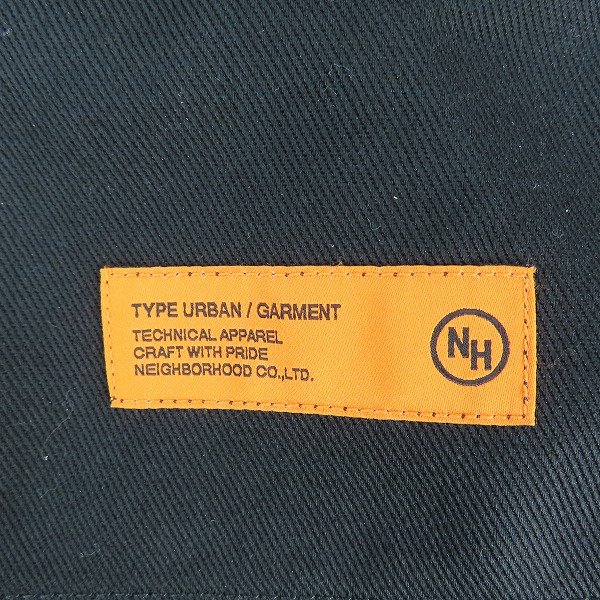 TYPE URBAN / GARMENT
TECHNICAL APPAREL
CRAFT WITH PRIDE
NEIGHBORHOOD CO.,LTD.
NH